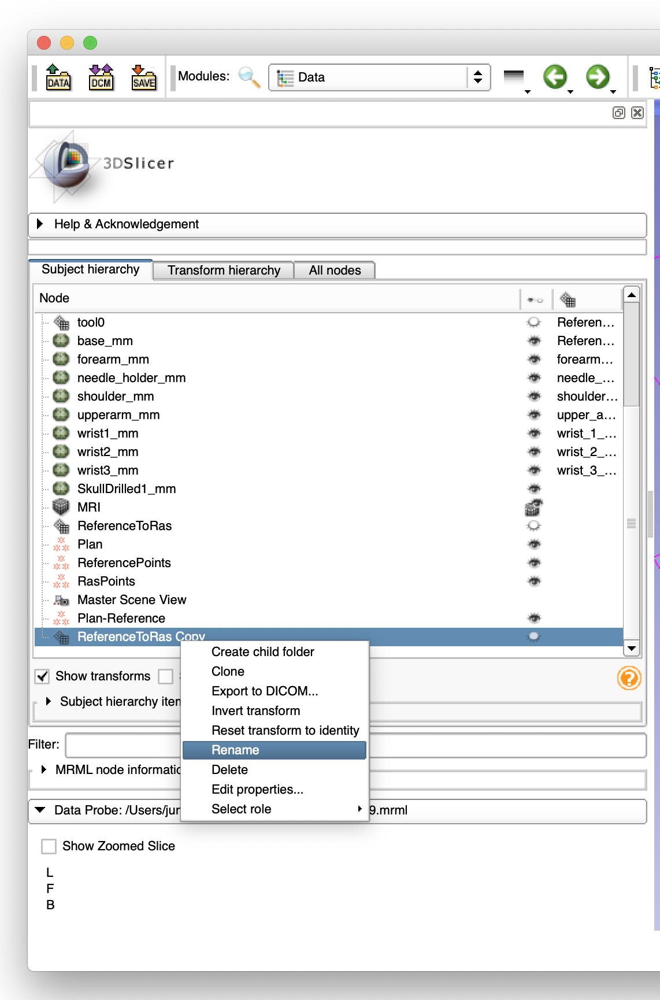 DATA DCM SAVE Modules: Data
3DSlicer
Help & Acknowledgement
Subject hierarchy Transform hierarchy All nodes
Node
tool0 Referen...
base_mm Referen...
forearm_mm forearm...
needle_holder_mm needle_...
shoulder_mm shoulder...
upperarm_mm upper_a...
wrist1_mm wrist_1_...
wrist2_mm wrist_2_...
wrist3_mm wrist_3_...
SkullDrilled1_mm
MRI
ReferenceToRas
Plan
ReferencePoints
RasPoints
Master Scene View
Plan-Reference
ReferenceToRas Copy
Create child folder
Show transforms
Clone
Export to DICOM...
Subject hierarchy
Invert transform
Reset transform to identity
Filter:
Rename
MRML node
Delete
Edit properties...
Data Probe: 9.mrml
Select role
Show Zoomed Slice
L
F
B